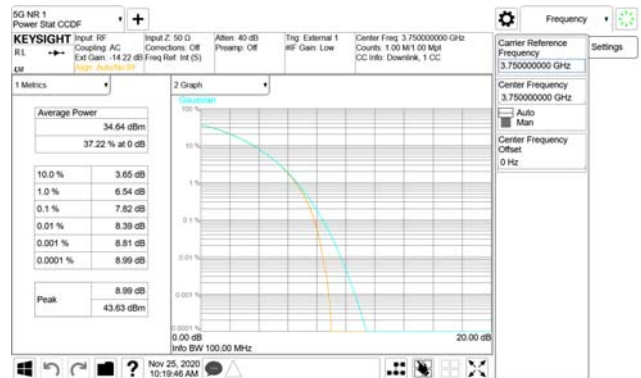 5G NR 1
Power Stat CCDF
Frequency
KEYSIGHT
Input: RF
Coupling: AC
Ext Gain: -14.22 dB
Align: Auto/No RF
Input Z: 50 Ω
Corrections: Off
Freq Ref: Int (S)
Atten: 40 dB
Preamp: Off
Trig: External 1
#IF Gain: Low
Center Freq: 3.750000000 GHz
Counts: 1.00 M/1.00 Mpt
CC Info: Downlink, 1 CC
RL
Carrier Reference Frequency
3.750000000 GHz
Settings
Center Frequency
3.750000000 GHz
Auto
Man
Center Frequency Offset
0 Hz
1 Metrics
Average Power
34.64 dBm
37.22 % at 0 dB
10.0 % 3.65 dB
1.0 % 6.54 dB
0.1 % 7.82 dB
0.01 % 8.39 dB
0.001 % 8.81 dB
0.0001 % 8.99 dB
Peak 8.99 dB
43.63 dBm
2 Graph
Gaussian
100 %
10 %
1 %
0.1 %
0.01 %
0.001 %
0.0001 %
0.00 dB
20.00 dB
Info BW 100.00 MHz
?
Nov 25, 2020
10:19:46 AM